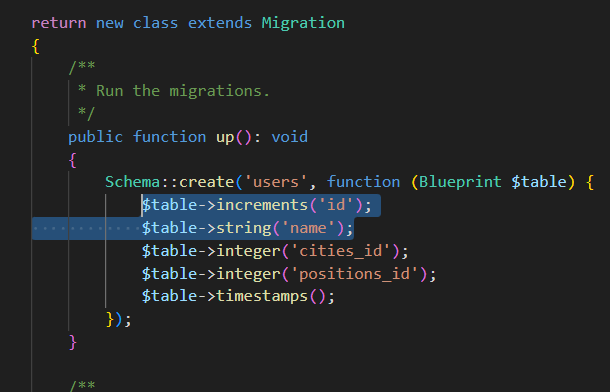 return new class extends Migration
{
/**
* Run the migrations.
*/
public function up(): void
{
Schema::create('users', function (Blueprint $table) {
$table->increments('id');
$table->string('name');
$table->integer('cities_id');
$table->integer('positions_id');
$table->timestamps();
});
}
/**